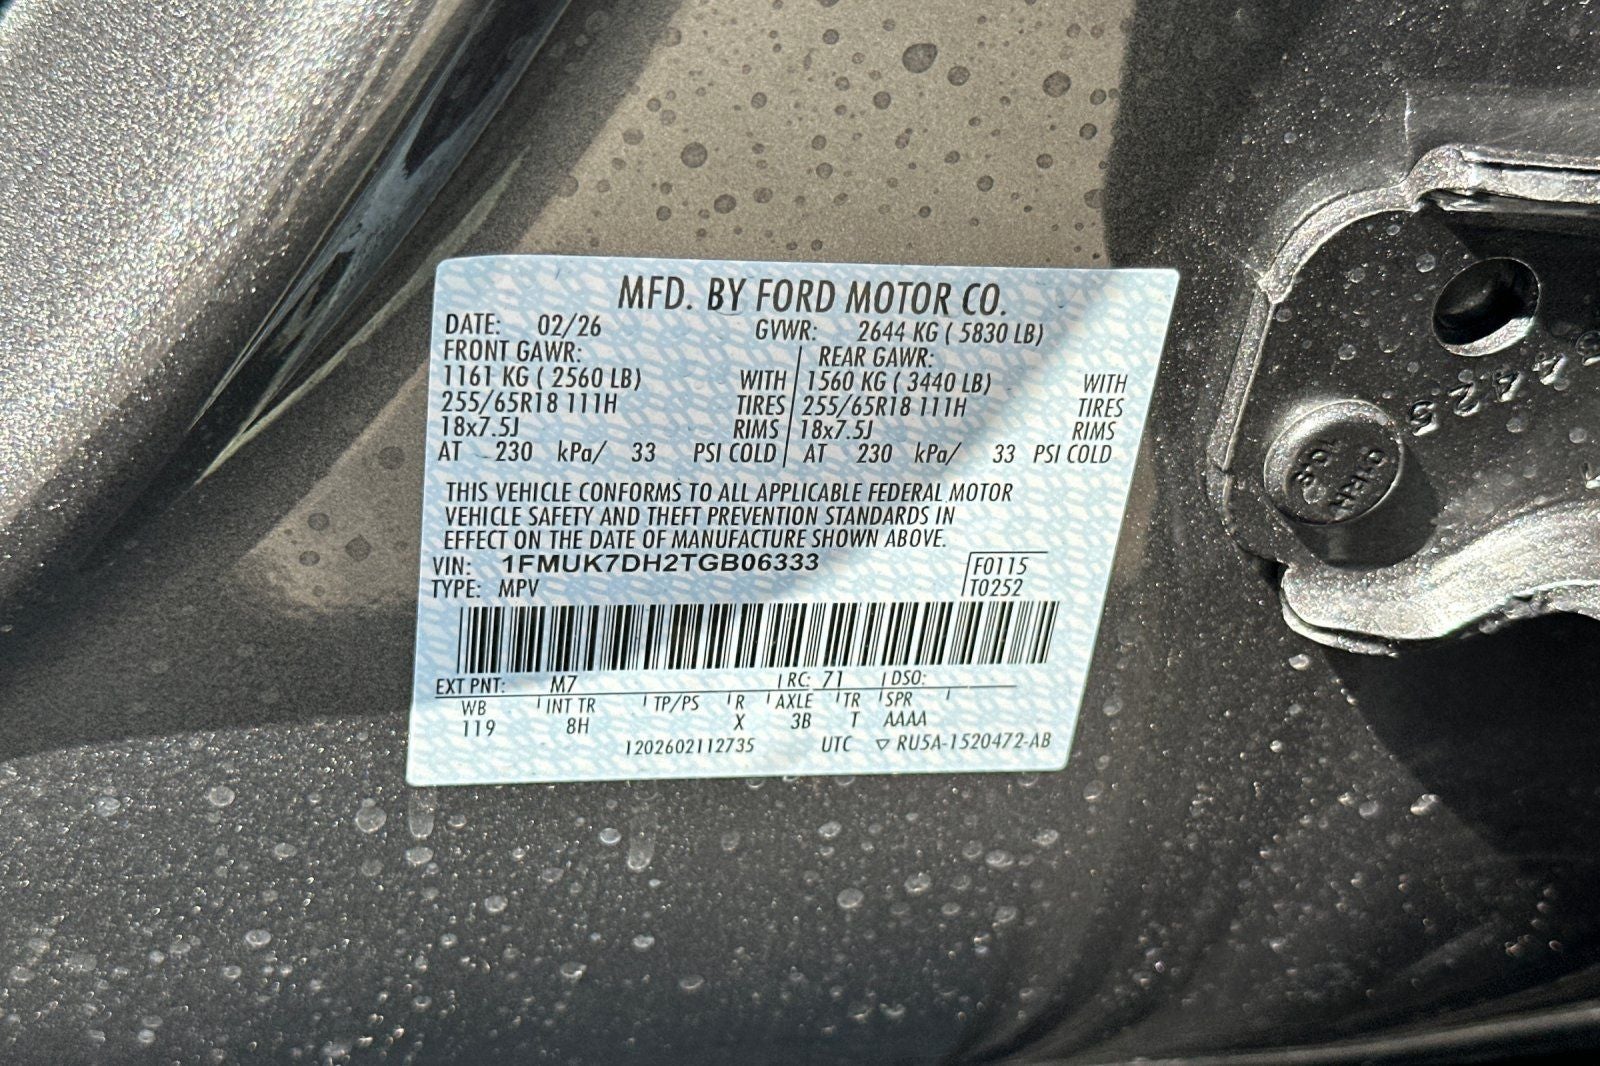 MFD. BY FORD MOTOR CO.
DATE: 02/26 GVWR: 2644 KG ( 5830 LB)
FRONT GAWR: REAR GAWR:
1161 KG ( 2560 LB) WITH 1560 KG ( 3440 LB) WITH
255/65R18 111H TIRES 255/65R18 111H TIRES
18x7.5J RIMS 18x7.5J RIMS
AT 230 kPa/ 33 PSI COLD AT 230 kPa/ 33 PSI COLD
THIS VEHICLE CONFORMS TO ALL APPLICABLE FEDERAL MOTOR
VEHICLE SAFETY AND THEFT PREVENTION STANDARDS IN
EFFECT ON THE DATE OF MANUFACTURE SHOWN ABOVE.
VIN: 1FMUK7DH2TGB06333 F0115
TYPE: MPV T0252
EXT PNT: M7 RC: 71 DSO:
WB INT TR TP/PS R AXLE TR SPR
119 8H X 3B T AAAA
1202602112735 UTC ▽ RU5A-1520472-AB
10.9